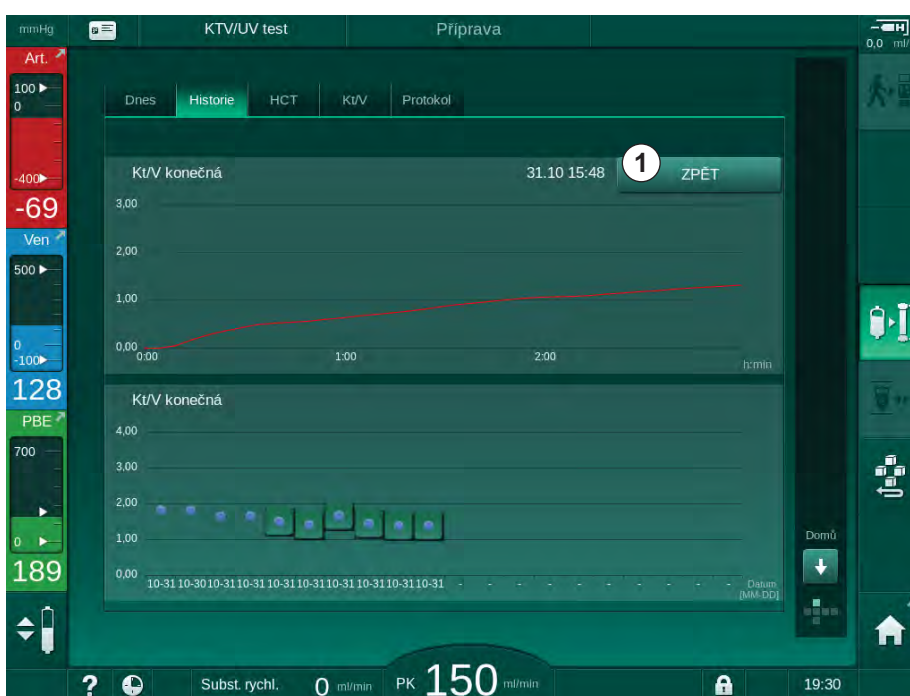 mmHg KTV/UV test Příprava
0,0 ml/
Art.
100
0
-400
-69
Ven
500
0
-100
128
PBE
700
0
189
Dnes Historie HCT Kt/V Protokol
Kt/V konečná 31.10 15:48 1 ZPĚT
3,00
2,00
1,00
0,00
0:00 1:00 2:00 h:min
Kt/V konečná
4,00
3,00
2,00
1,00
0,00
10-31 10-30 10-31 10-31 10-31 10-31 10-31 10-31 10-31 10-31 - - - - - - - - - - Datum
[MM-DD]
Domů
? Subst. rychl. 0 ml/min PK 150 ml/min 19:30